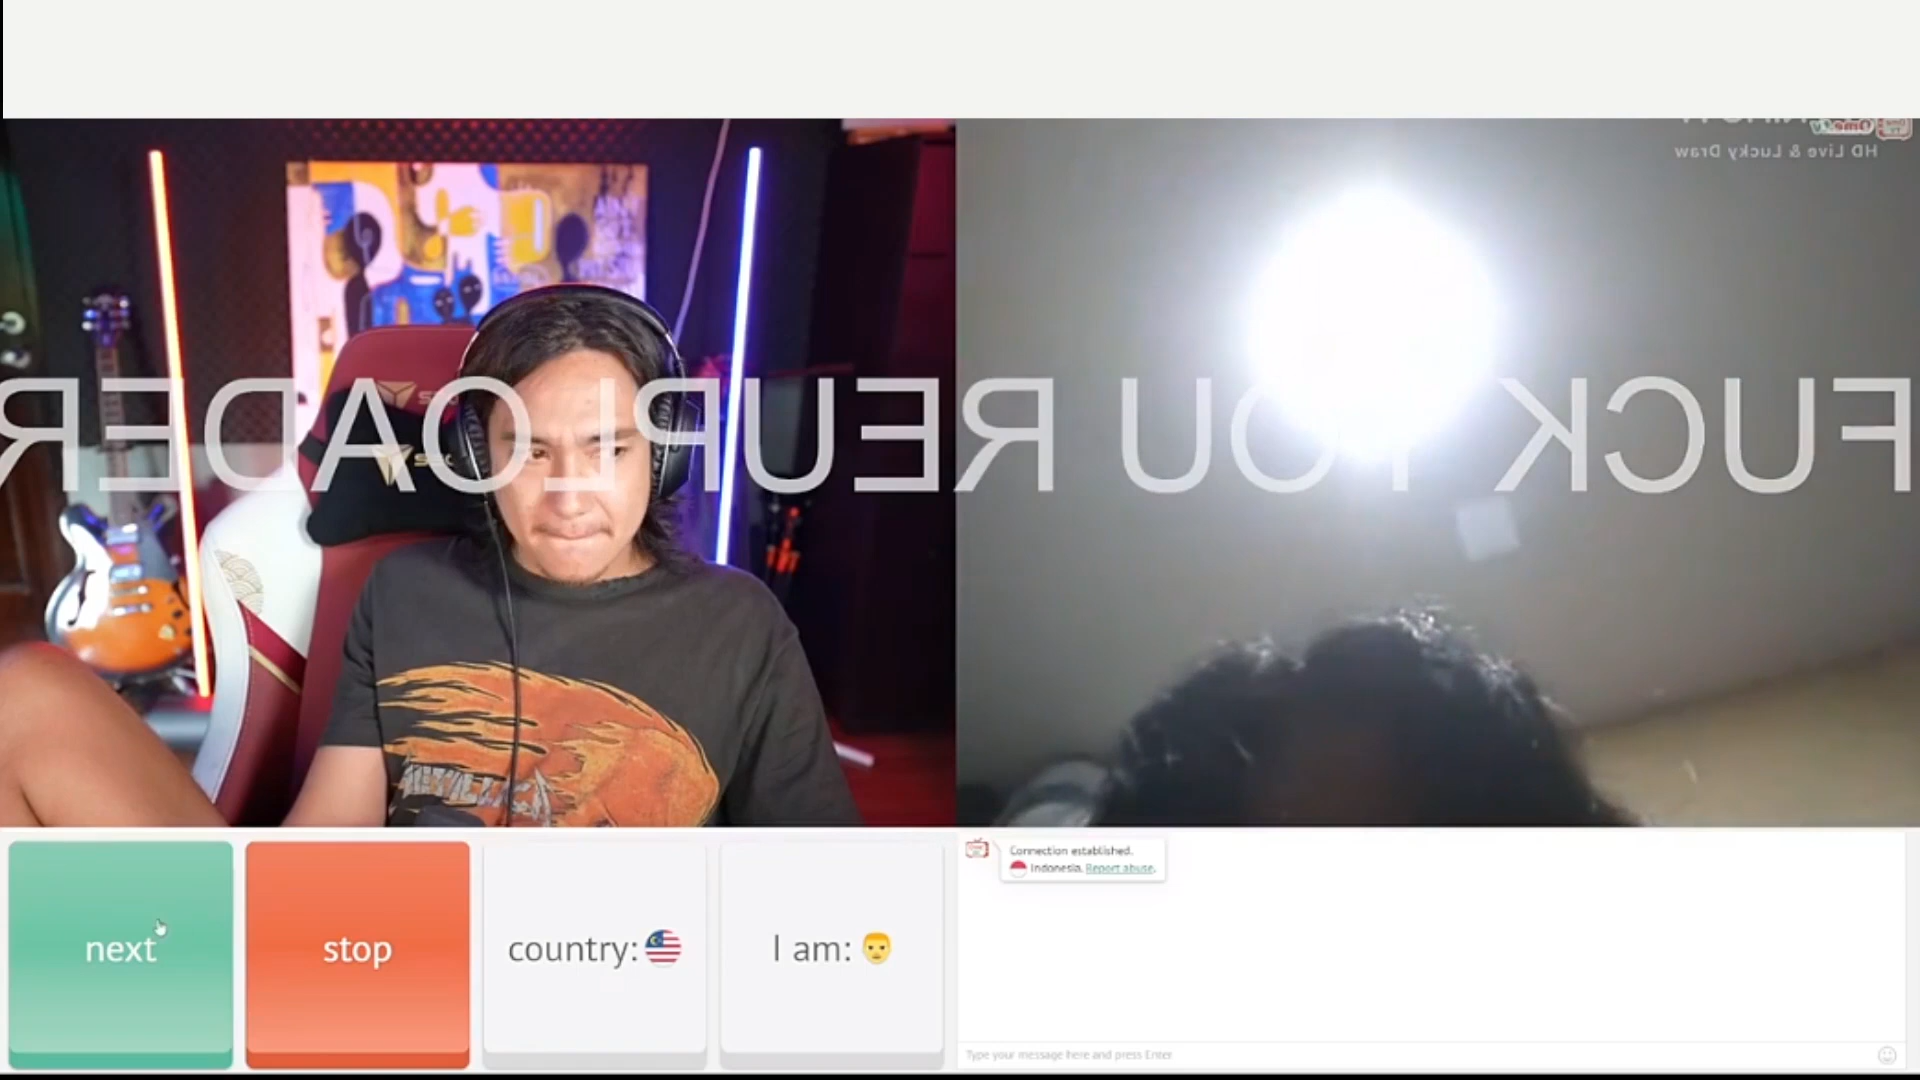 HD Live & Lucky Draw
OmeTV
FUCK YOU REUPLOADER
next
stop
country:
I am:
Connection established.
Indonesia. Report abuse.
Type your message here and press Enter